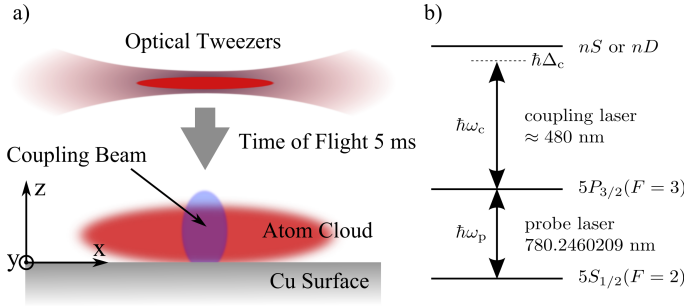 a)
Optical Tweezers
Time of Flight 5 ms
Coupling Beam
z
Atom Cloud
y
x
Cu Surface
b)
nS or nD
ℏΔc
ℏωc
coupling laser
≈ 480 nm
5P3/2(F = 3)
ℏωp
probe laser
780.2460209 nm
5S1/2(F = 2)